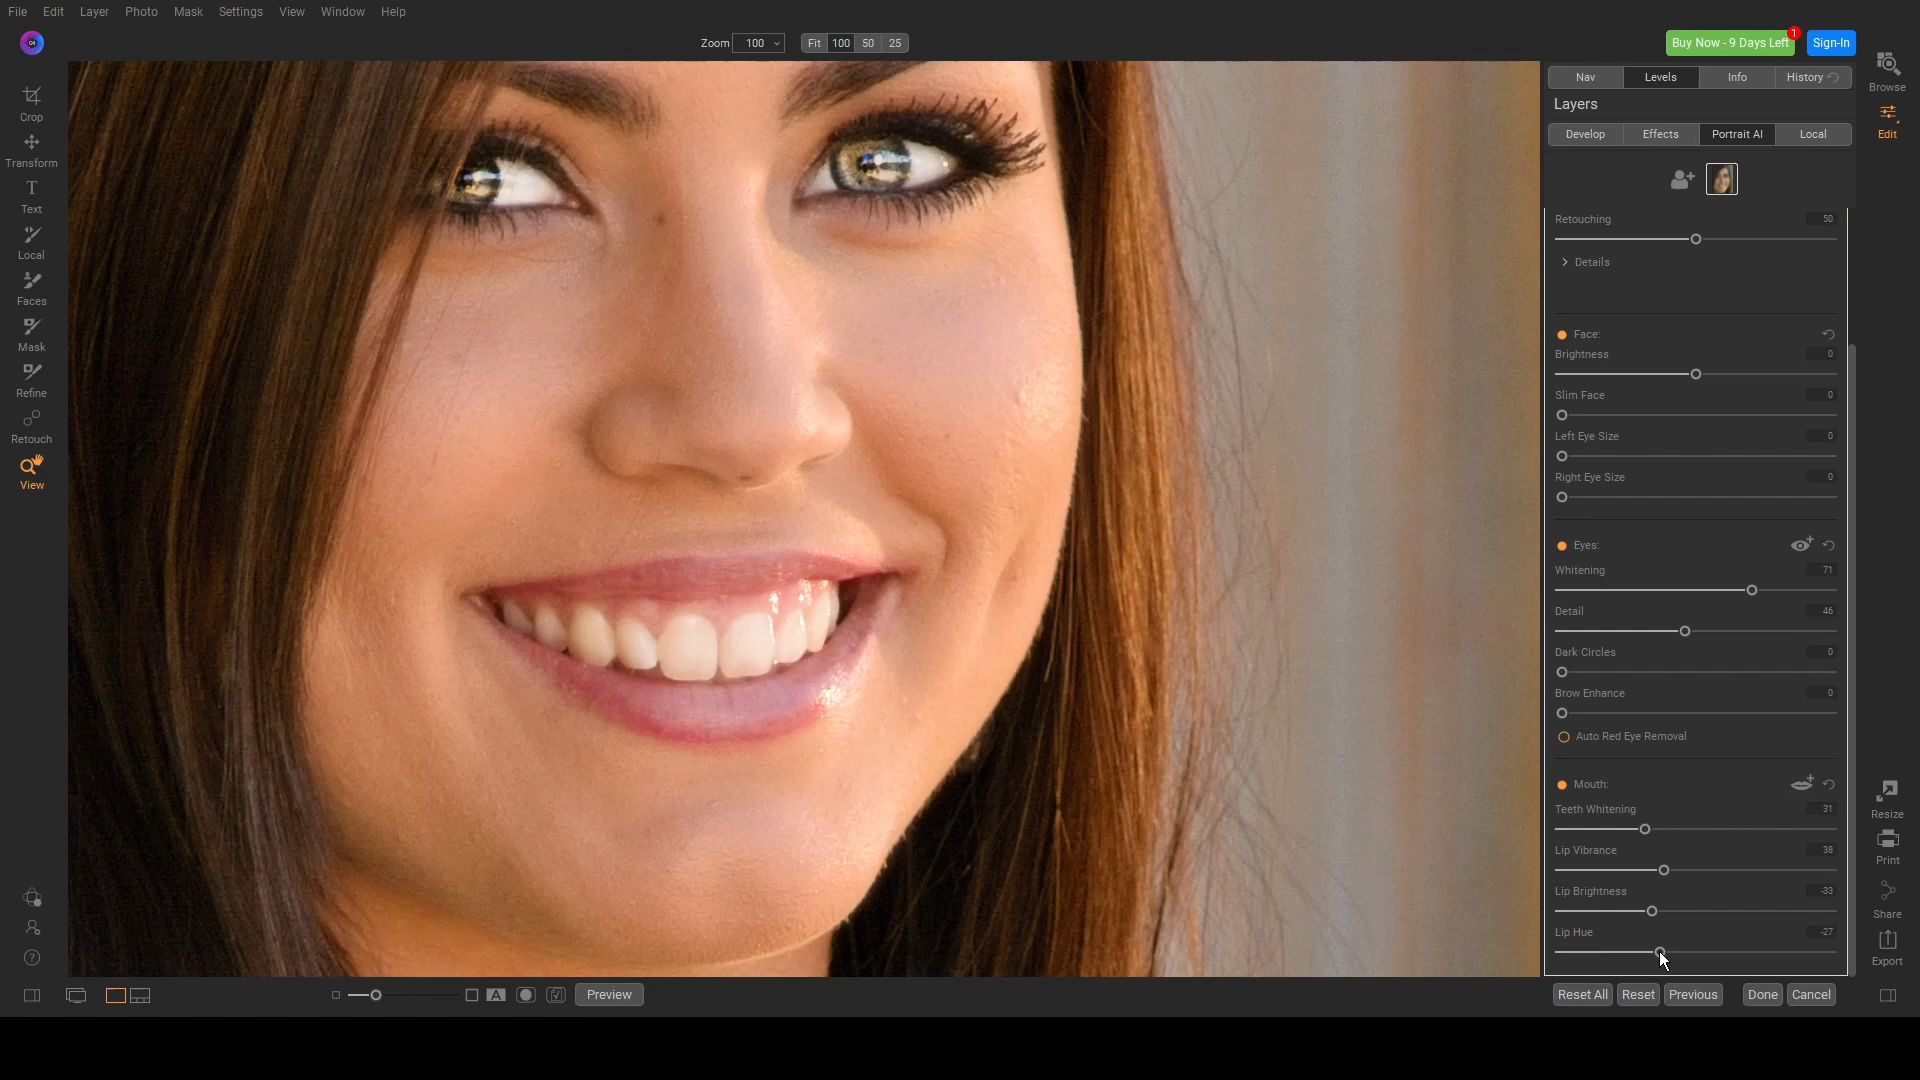 File Edit Layer Photo Mask Settings View Window Help
Zoom 100 Fit 100 50 25
Buy Now - 9 Days Left 1 Sign-In
Nav Levels Info History
Browse
Layers
Crop
Develop Effects Portrait AI Local
Edit
Transform
T
Text
Retouching 50
Local
Details
Faces
Face:
Mask
Brightness 0
Refine
Slim Face 0
Retouch
Left Eye Size 0
Right Eye Size 0
View
Eyes:
Whitening 71
Detail 46
Dark Circles 0
Brow Enhance 0
Auto Red Eye Removal
Mouth:
Teeth Whitening 31
Resize
Lip Vibrance 38
Print
Lip Brightness -33
Share
Lip Hue -27
Export
?
A Preview
Reset All Reset Previous Done Cancel